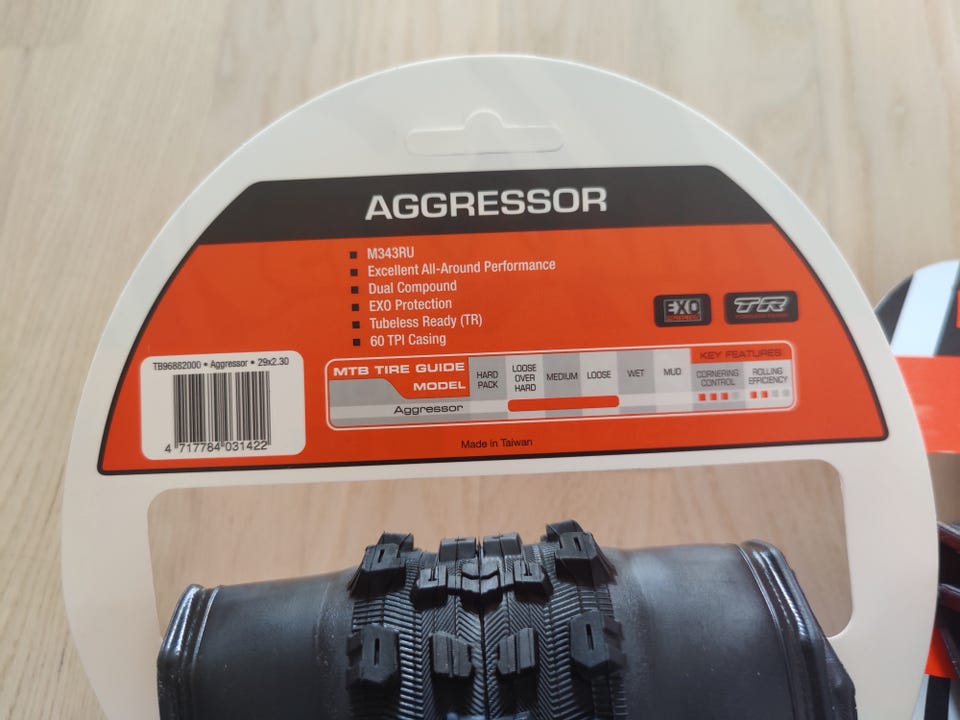 AGGRESSOR
M343RU
Excellent All-Around Performance
Dual Compound
EXO Protection
Tubeless Ready (TR)
60 TPI Casing
EXO
TR
TB96882000 • Aggressor • 29x2.30
4 717784 031422
MTB TIRE GUIDE
MODEL
HARD PACK
LOOSE OVER HARD
MEDIUM
LOOSE
WET
MUD
KEY FEATURES
CORNERING CONTROL
ROLLING EFFICIENCY
Aggressor
Made in Taiwan